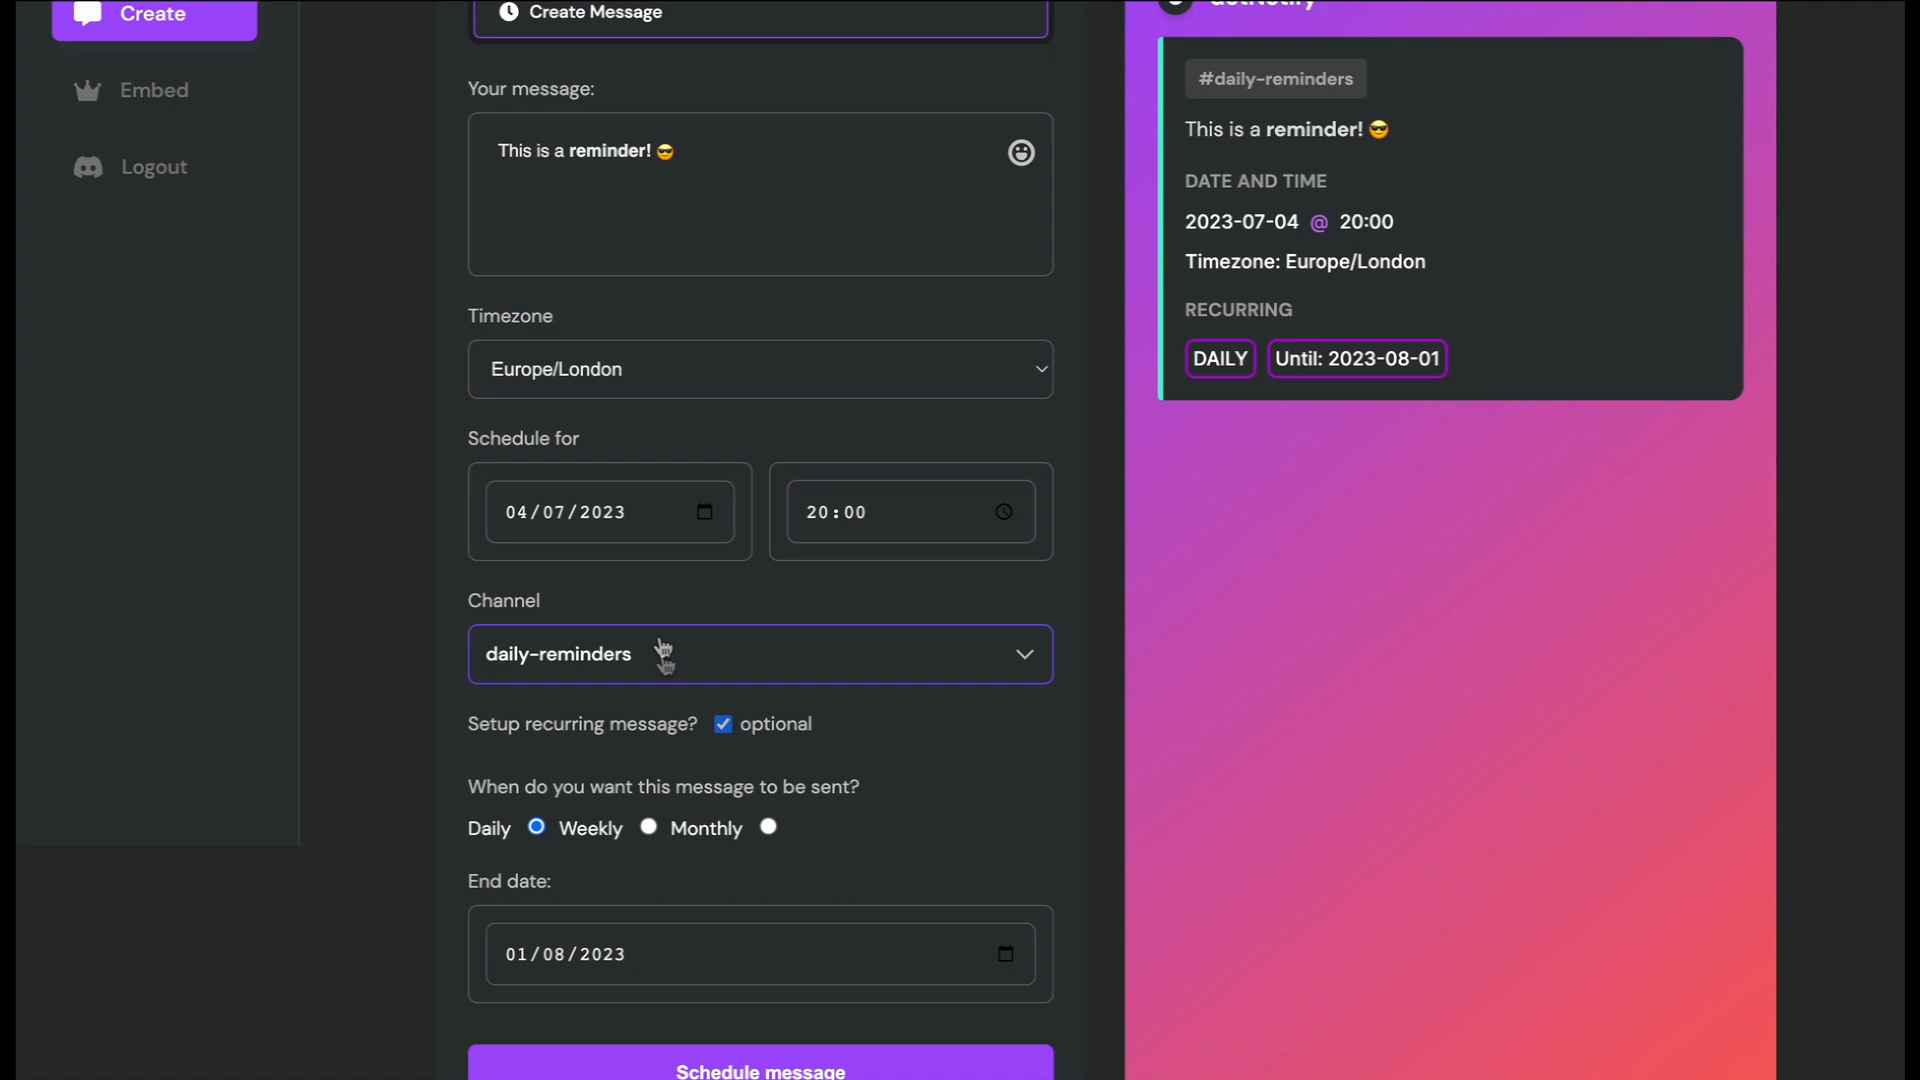 Create
Embed
Logout
Create Message
Your message:
This is a reminder! 😎
Timezone
Europe/London
Schedule for
04/07/2023
20:00
Channel
daily-reminders
Setup recurring message? optional
When do you want this message to be sent?
Daily Weekly Monthly
End date:
01/08/2023
Schedule message
dotNotify
#daily-reminders
This is a reminder! 😎
DATE AND TIME
2023-07-04 @ 20:00
Timezone: Europe/London
RECURRING
DAILY Until: 2023-08-01